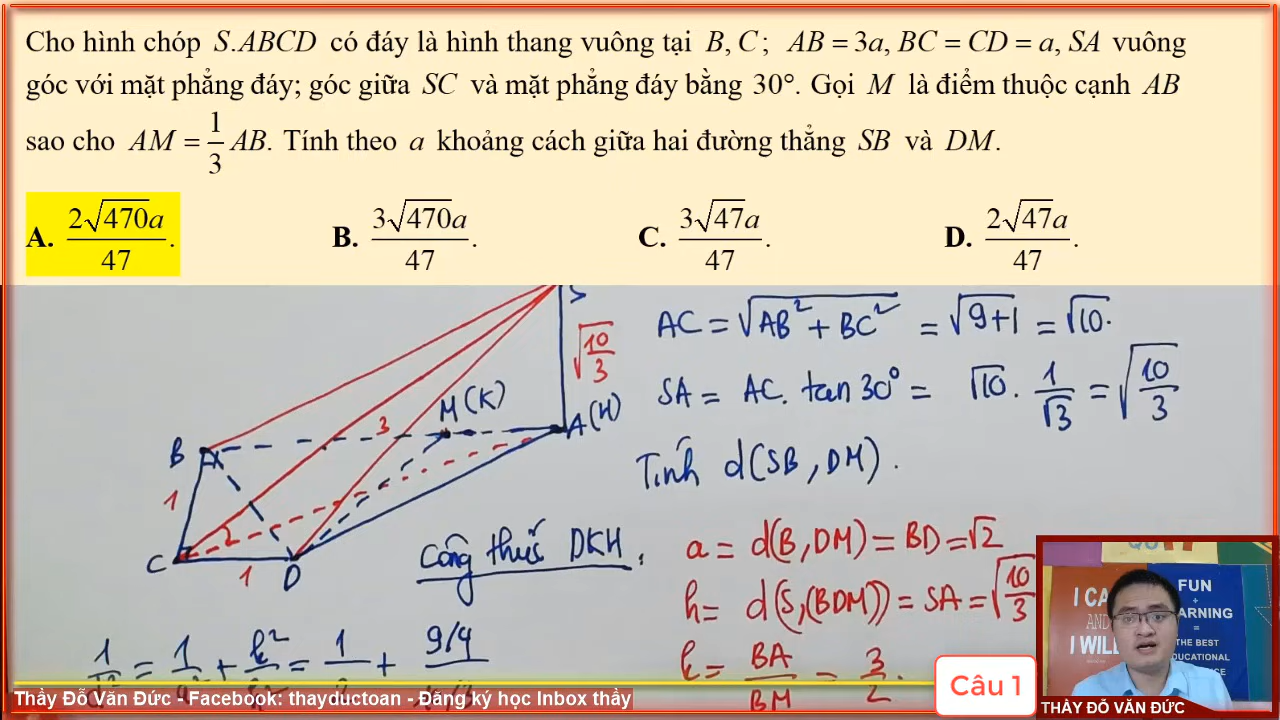 Cho hình chóp S.ABCD có đáy là hình thang vuông tại B, C; AB = 3a, BC = CD = a, SA vuông
góc với mặt phẳng đáy; góc giữa SC và mặt phẳng đáy bằng 30°. Gọi M là điểm thuộc cạnh AB
sao cho AM = 1/3 AB. Tính theo a khoảng cách giữa hai đường thẳng SB và DM.
A. 2√470a/47. B. 3√470a/47. C. 3√47a/47. D. 2√47a/47.
S
AC = √(AB² + BC²) = √(9+1) = √10.
√(10/3)
SA = AC. tan 30° = √10 . 1/√3 = √(10/3)
M(K)
A(H)
3
B
Tính d(SB, DM).
1
C
1
D
Công thức DKH.
a = d(B, DM) = BD = √2
h = d(S, (BDM)) = SA = √(10/3)
k = BA/BM = 3/2.
FUN
+
THE BEST
I WILL
Câu 1
Thầy Đỗ Văn Đức - Facebook: thayductoan - Đăng ký học Inbox thầy
THẦY ĐỖ VĂN ĐỨC